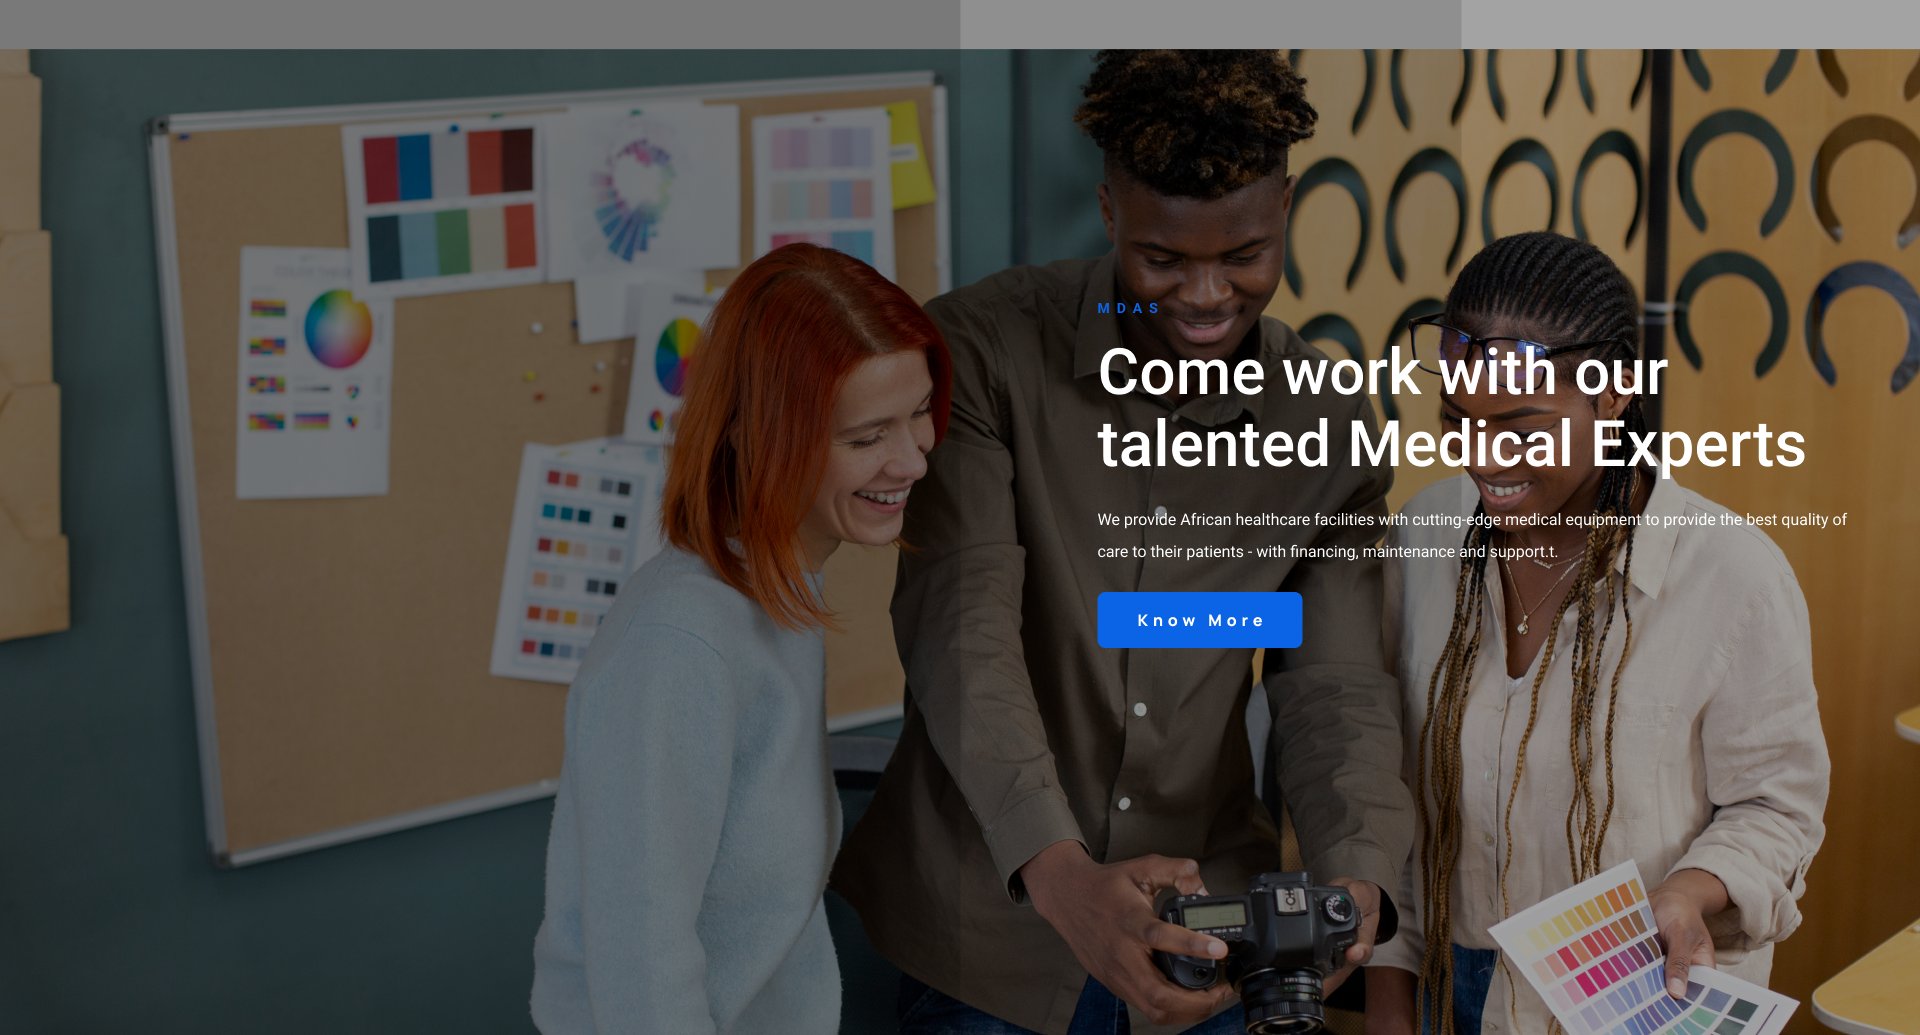 MDAS
Come work with our
talented Medical Experts
We provide African healthcare facilities with cutting-edge medical equipment to provide the best quality of
care to their patients - with financing, maintenance and support.t.
Know More